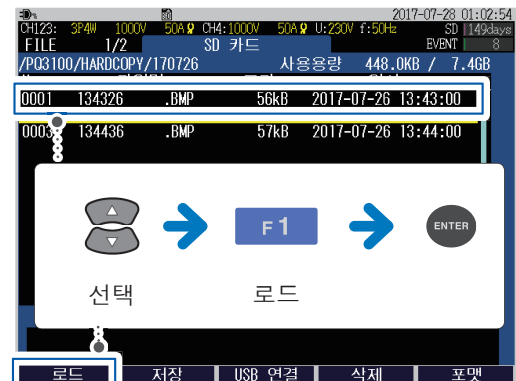 2017-07-28 01:02:54
CH123: 3P4W 1000V 50A CH4:1000V 50A U:230V f:50Hz SD 149days
FILE 1/2 SD 카드 EVENT 8
/PQ3100/HARDCOPY/170726 사용용량 448.0KB / 7.4GB
0001 134326 .BMP 56kB 2017-07-26 13:43:00
0003 134436 .BMP 57kB 2017-07-26 13:44:00
F1
ENTER
선택 로드
로드 저장 USB 연결 삭제 포맷